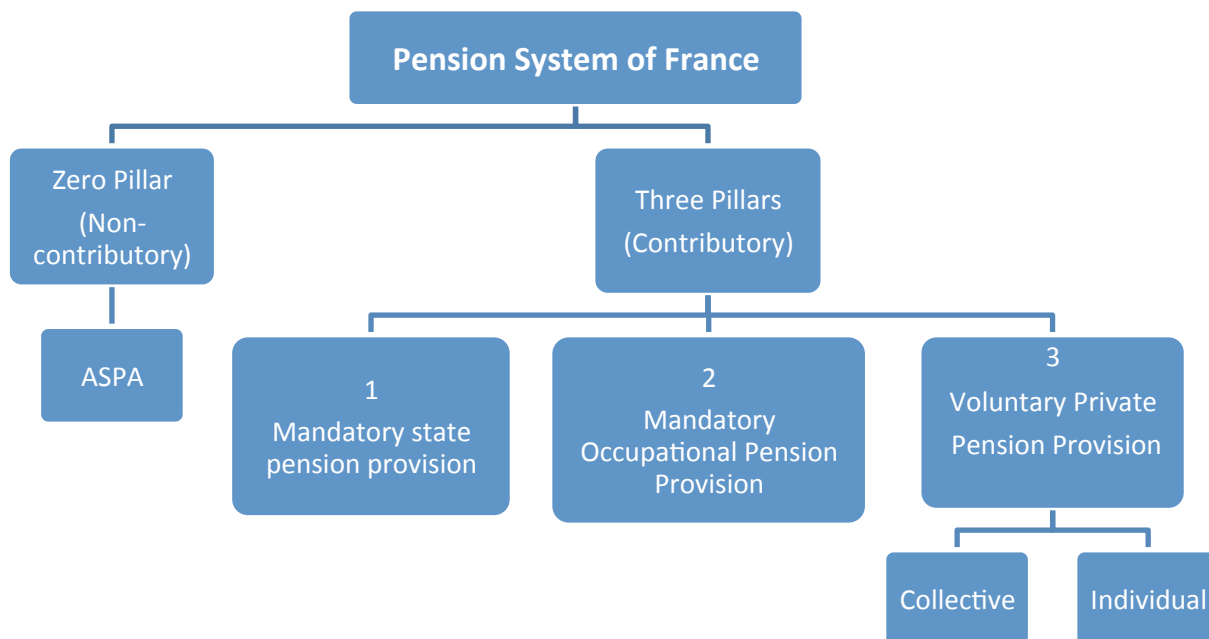 Pension System of France
Zero Pillar
(Non-
contributory)
Three Pillars
(Contributory)
ASPA
1
Mandatory state
pension provision
2
Mandatory
Occupational Pension
Provision
3
Voluntary Private
Pension Provision
Collective
Individual